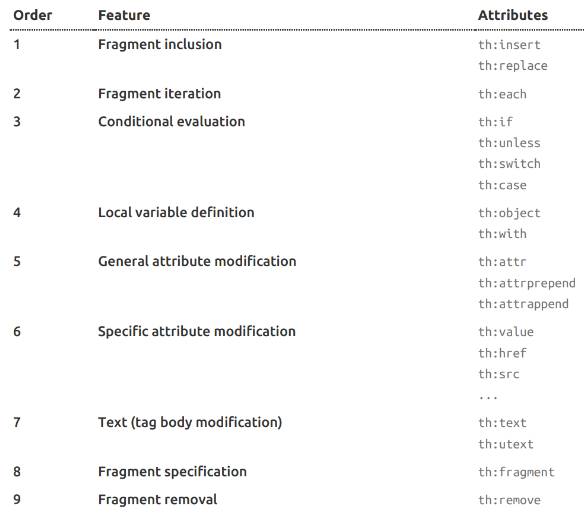 Order Feature Attributes
1 Fragment inclusion th:insert
th:replace
2 Fragment iteration th:each
3 Conditional evaluation th:if
th:unless
th:switch
th:case
4 Local variable definition th:object
th:with
5 General attribute modification th:attr
th:attrprepend
th:attrappend
6 Specific attribute modification th:value
th:href
th:src
...
7 Text (tag body modification) th:text
th:utext
8 Fragment specification th:fragment
9 Fragment removal th:remove